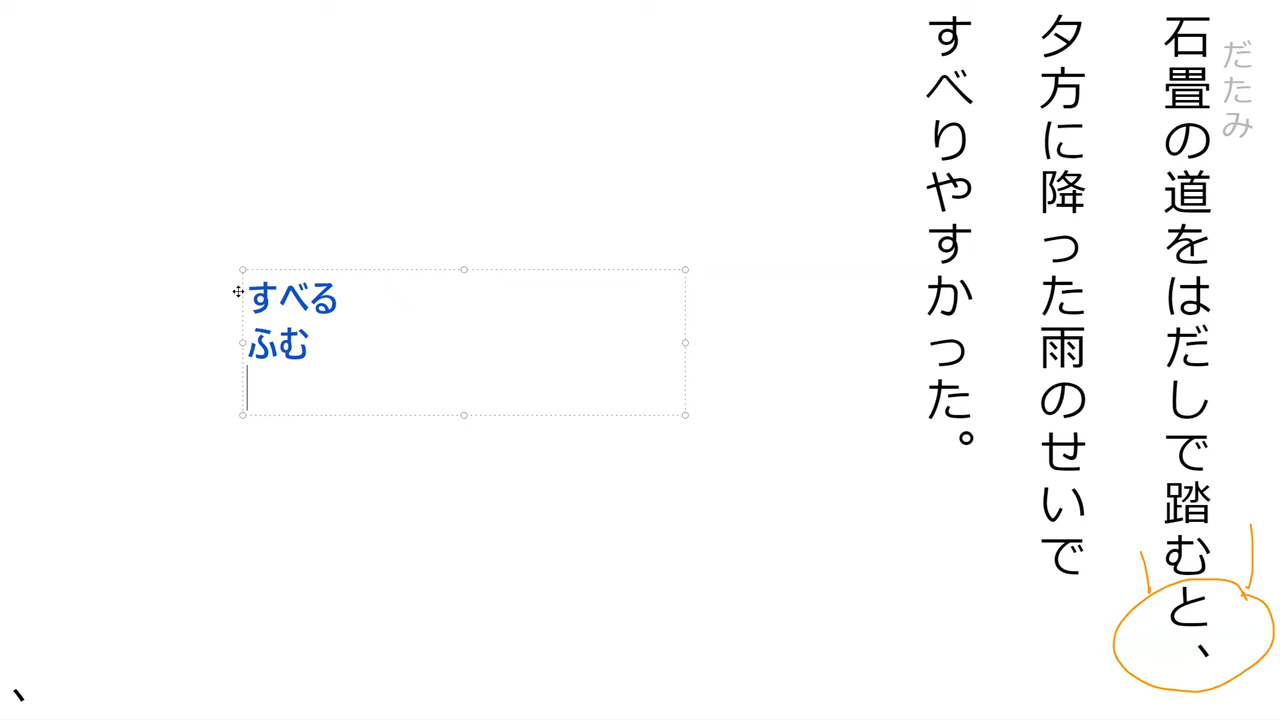 だたみ
石畳の道をはだしで踏むと、
夕方に降った雨のせいで
すべりやすかった。
すべる
ふむ
、